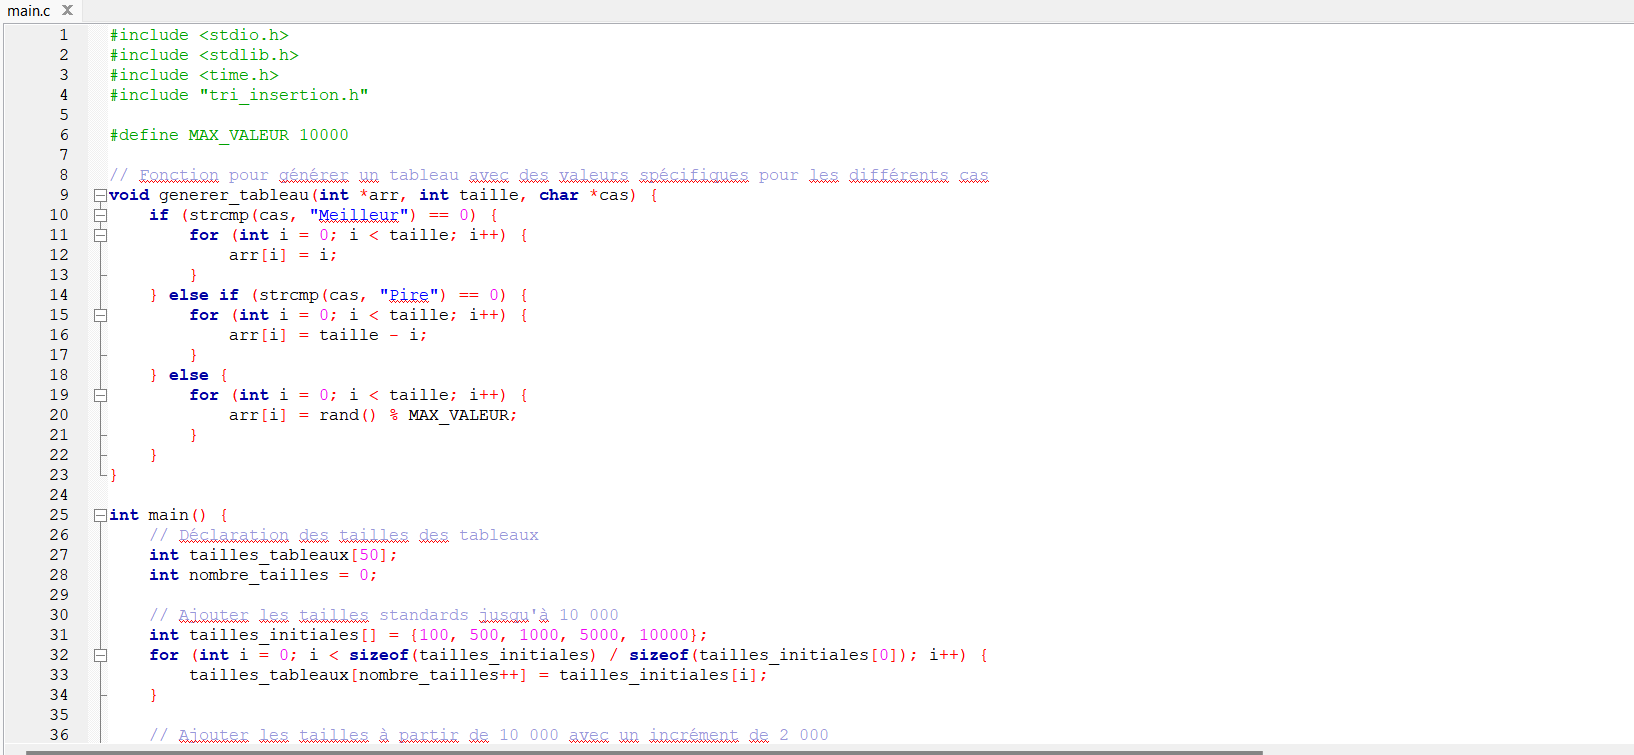 main.c X
1 #include <stdio.h>
2 #include <stdlib.h>
3 #include <time.h>
4 #include "tri_insertion.h"
5
6 #define MAX_VALEUR 10000
7
8 // Fonction pour générer un tableau avec des valeurs spécifiques pour les différents cas
9 void generer_tableau(int *arr, int taille, char *cas) {
10     if (strcmp(cas, "Meilleur") == 0) {
11         for (int i = 0; i < taille; i++) {
12             arr[i] = i;
13         }
14     } else if (strcmp(cas, "Pire") == 0) {
15         for (int i = 0; i < taille; i++) {
16             arr[i] = taille - i;
17         }
18     } else {
19         for (int i = 0; i < taille; i++) {
20             arr[i] = rand() % MAX_VALEUR;
21         }
22     }
23 }
24
25 int main() {
26     // Déclaration des tailles des tableaux
27     int tailles_tableaux[50];
28     int nombre_tailles = 0;
29
30     // Ajouter les tailles standards jusqu'à 10 000
31     int tailles_initiales[] = {100, 500, 1000, 5000, 10000};
32     for (int i = 0; i < sizeof(tailles_initiales) / sizeof(tailles_initiales[0]); i++) {
33         tailles_tableaux[nombre_tailles++] = tailles_initiales[i];
34     }
35
36     // Ajouter les tailles à partir de 10 000 avec un incrément de 2 000